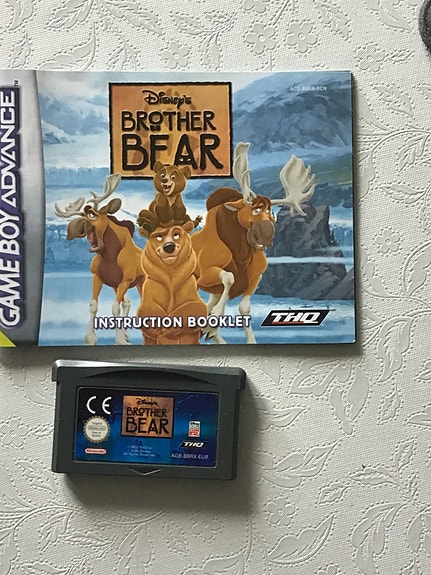 GAME BOY ADVANCE
AGB-BBRX-UCN
Disney's
BROTHER
BEAR
INSTRUCTION BOOKLET
THQ
CE
Disney's
BROTHER
BEAR
THQ
Nintendo
AGB-BBRX-EUR